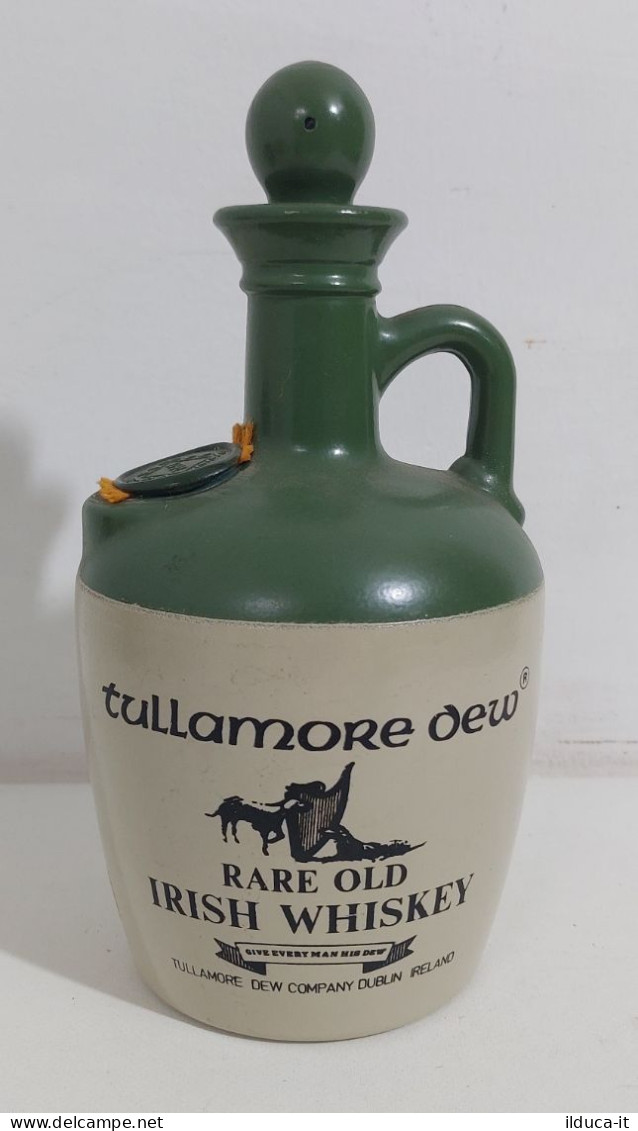 tullamore dew®
RARE OLD
IRISH WHISKEY
GIVE EVERY MAN HIS DEW
TULLAMORE DEW COMPANY DUBLIN IRELAND
delcampe.net
ilduca-it